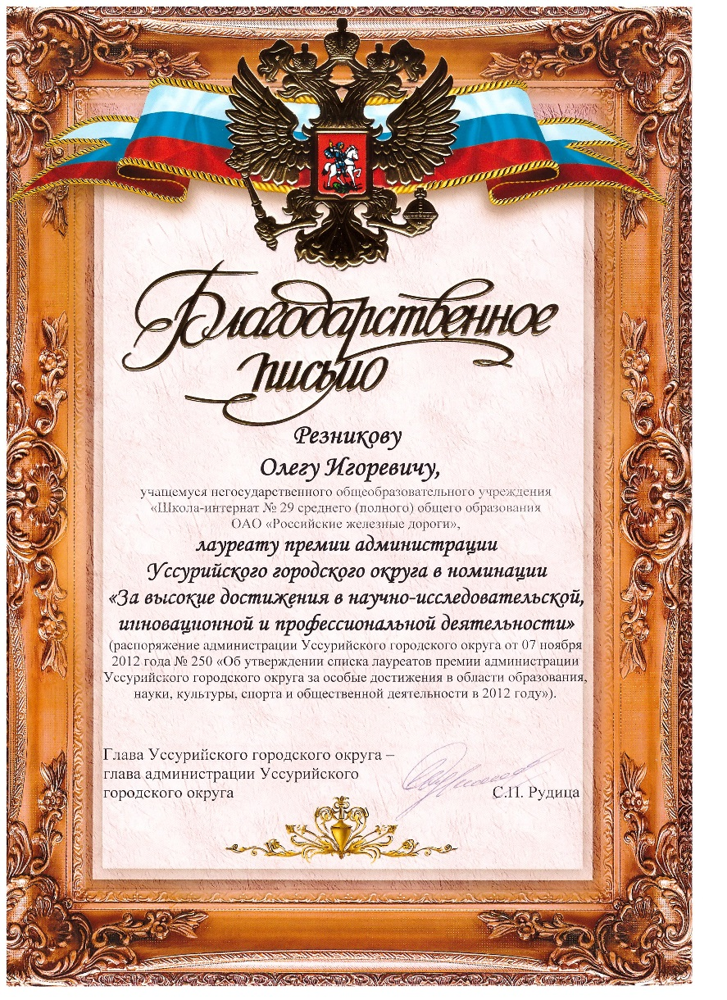 Благодарственное
письмо
Резникову
Олегу Игоревичу,
учащемуся негосударственного общеобразовательного учреждения
«Школа-интернат № 29 среднего (полного) общего образования
ОАО «Российские железные дороги»,
лауреату премии администрации
Уссурийского городского округа в номинации
«За высокие достижения в научно-исследовательской,
инновационной и профессиональной деятельности»
(распоряжение администрации Уссурийского городского округа от 07 ноября
2012 года № 250 «Об утверждении списка лауреатов премии администрации
Уссурийского городского округа за особые достижения в области образования,
науки, культуры, спорта и общественной деятельности в 2012 году»).
Глава Уссурийского городского округа –
глава администрации Уссурийского
городского округа С.П. Рудица